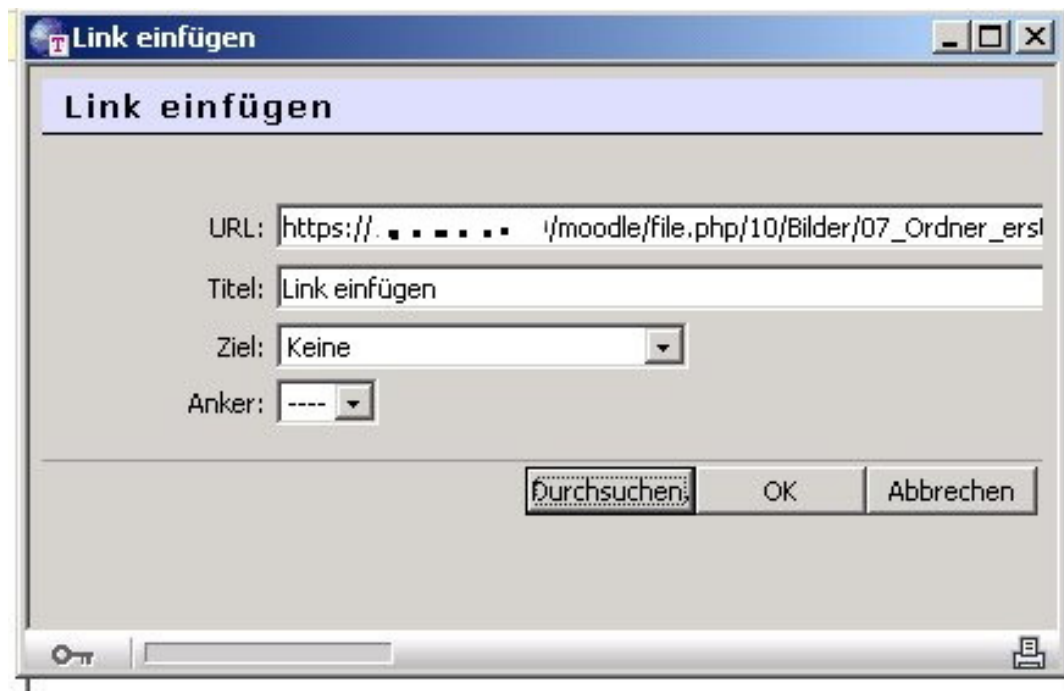 Link einfügen
Link einfügen
URL: https:// /moodle/file.php/10/Bilder/07_Ordner_erst
Titel: Link einfügen
Ziel: Keine
Anker: ----
Durchsuchen. OK Abbrechen